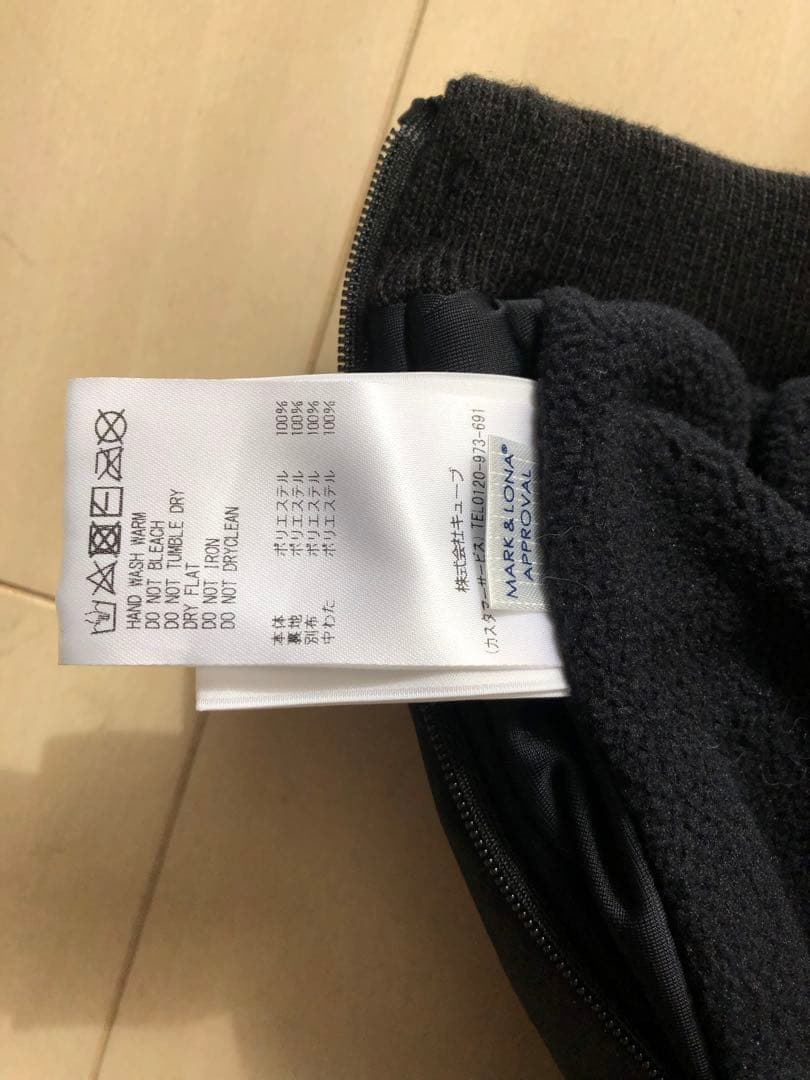 HAND WASH WARM
DO NOT BLEACH
DO NOT TUMBLE DRY
DRY FLAT
DO NOT IRON
DO NOT DRYCLEAN
本体 ポリエステル 100%
裏地 ポリエステル 100%
別布 ポリエステル 100%
中わた ポリエステル 100%
株式会社キューブ
(カスタマーサービス) TEL0120-973-691
MARK & LONA®
APPROVAL